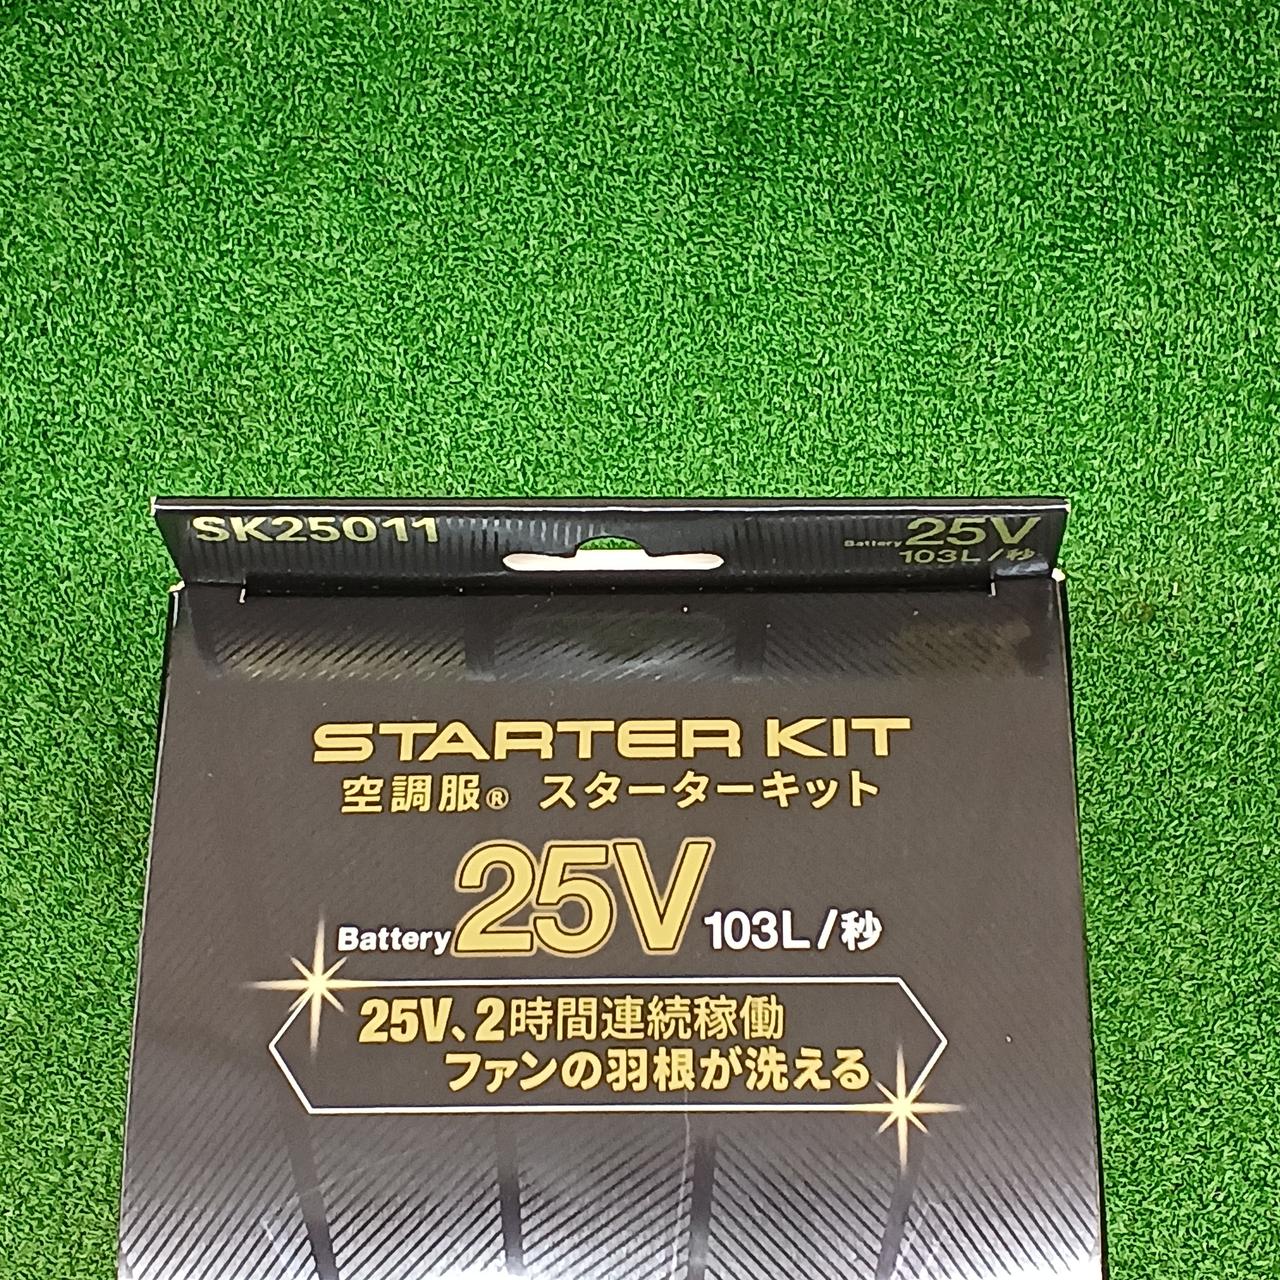 SK25011
Battery 25V
103L/秒
STARTER KIT
空調服® スターターキット
Battery 25V 103L/秒
25V、2時間連続稼働
ファンの羽根が洗える